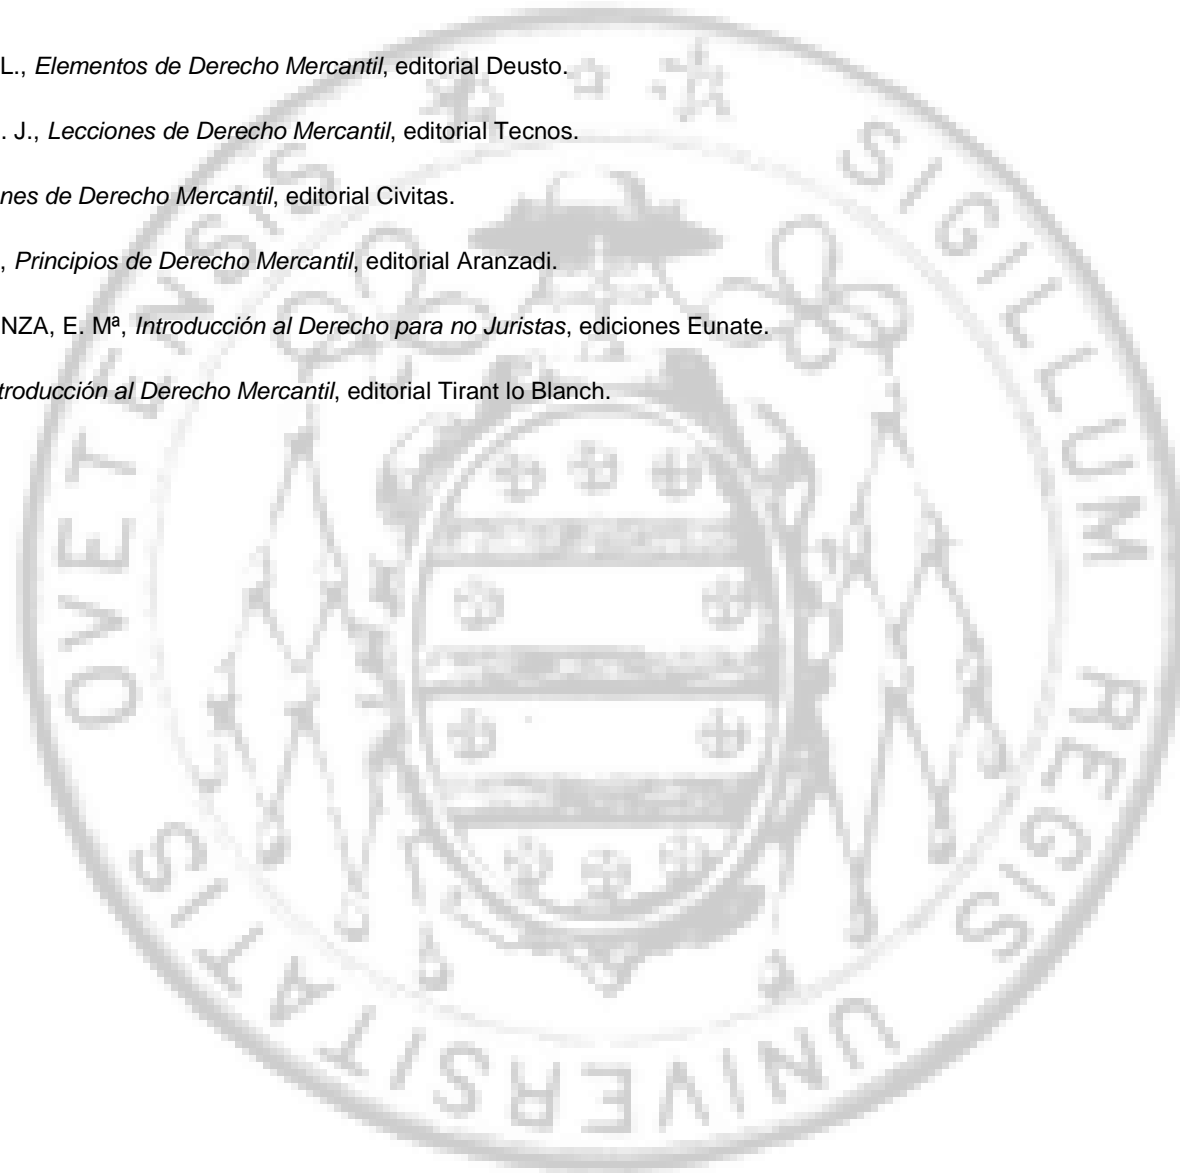 L., Elementos de Derecho Mercantil, editorial Deusto.
. J., Lecciones de Derecho Mercantil, editorial Tecnos.
nes de Derecho Mercantil, editorial Civitas.
, Principios de Derecho Mercantil, editorial Aranzadi.
NZA, E. Mª, Introducción al Derecho para no Juristas, ediciones Eunate.
troducción al Derecho Mercantil, editorial Tirant lo Blanch.
SIGILLUM REGIS UNIVERSITATIS OVETENSIS